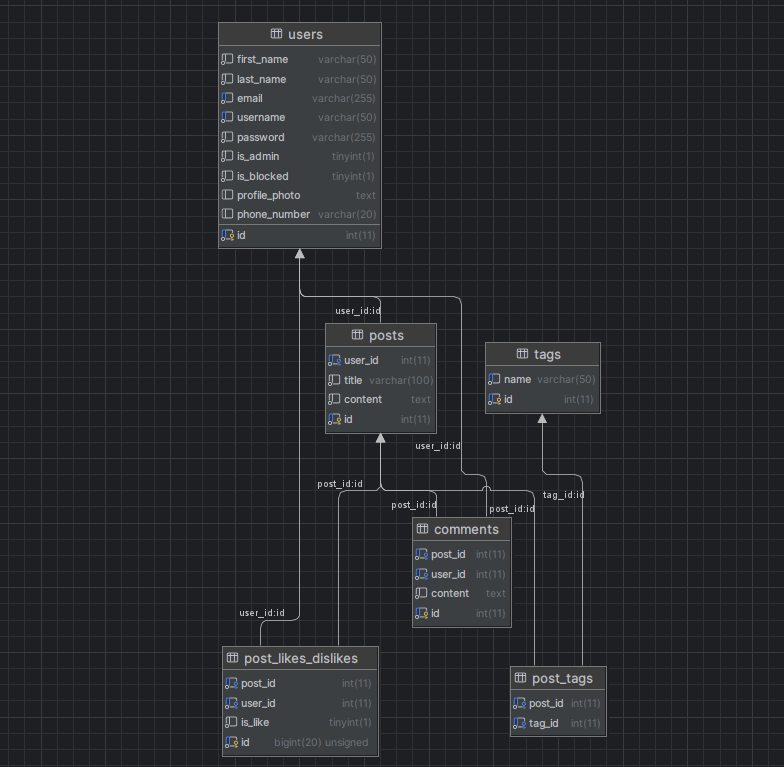 users
first_name varchar(50)
last_name varchar(50)
email varchar(255)
username varchar(50)
password varchar(255)
is_admin tinyint(1)
is_blocked tinyint(1)
profile_photo text
phone_number varchar(20)
id int(11)
user_id:id
posts
user_id int(11)
title varchar(100)
content text
id int(11)
tags
name varchar(50)
id int(11)
user_id:id
post_id:id
post_id:id
post_id:id
tag_id:id
comments
post_id int(11)
user_id int(11)
content text
id int(11)
user_id:id
post_likes_dislikes
post_id int(11)
user_id int(11)
is_like tinyint(1)
id bigint(20) unsigned
post_tags
post_id int(11)
tag_id int(11)